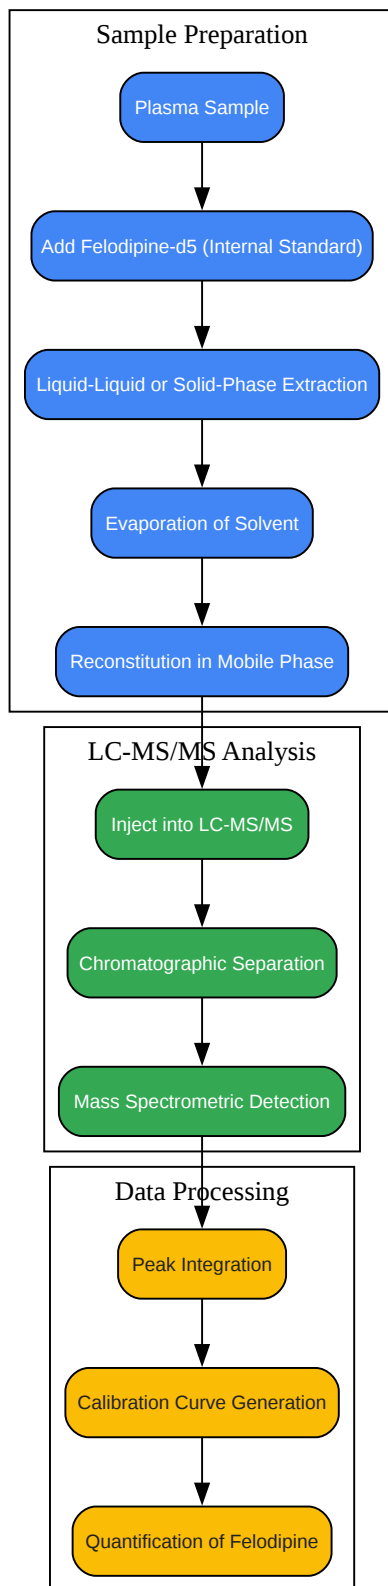 Sample Preparation
Plasma Sample
Add Felodipine-d5 (Internal Standard)
Liquid-Liquid or Solid-Phase Extraction
Evaporation of Solvent
Reconstitution in Mobile Phase
LC-MS/MS Analysis
Inject into LC-MS/MS
Chromatographic Separation
Mass Spectrometric Detection
Data Processing
Peak Integration
Calibration Curve Generation
Quantification of Felodipine